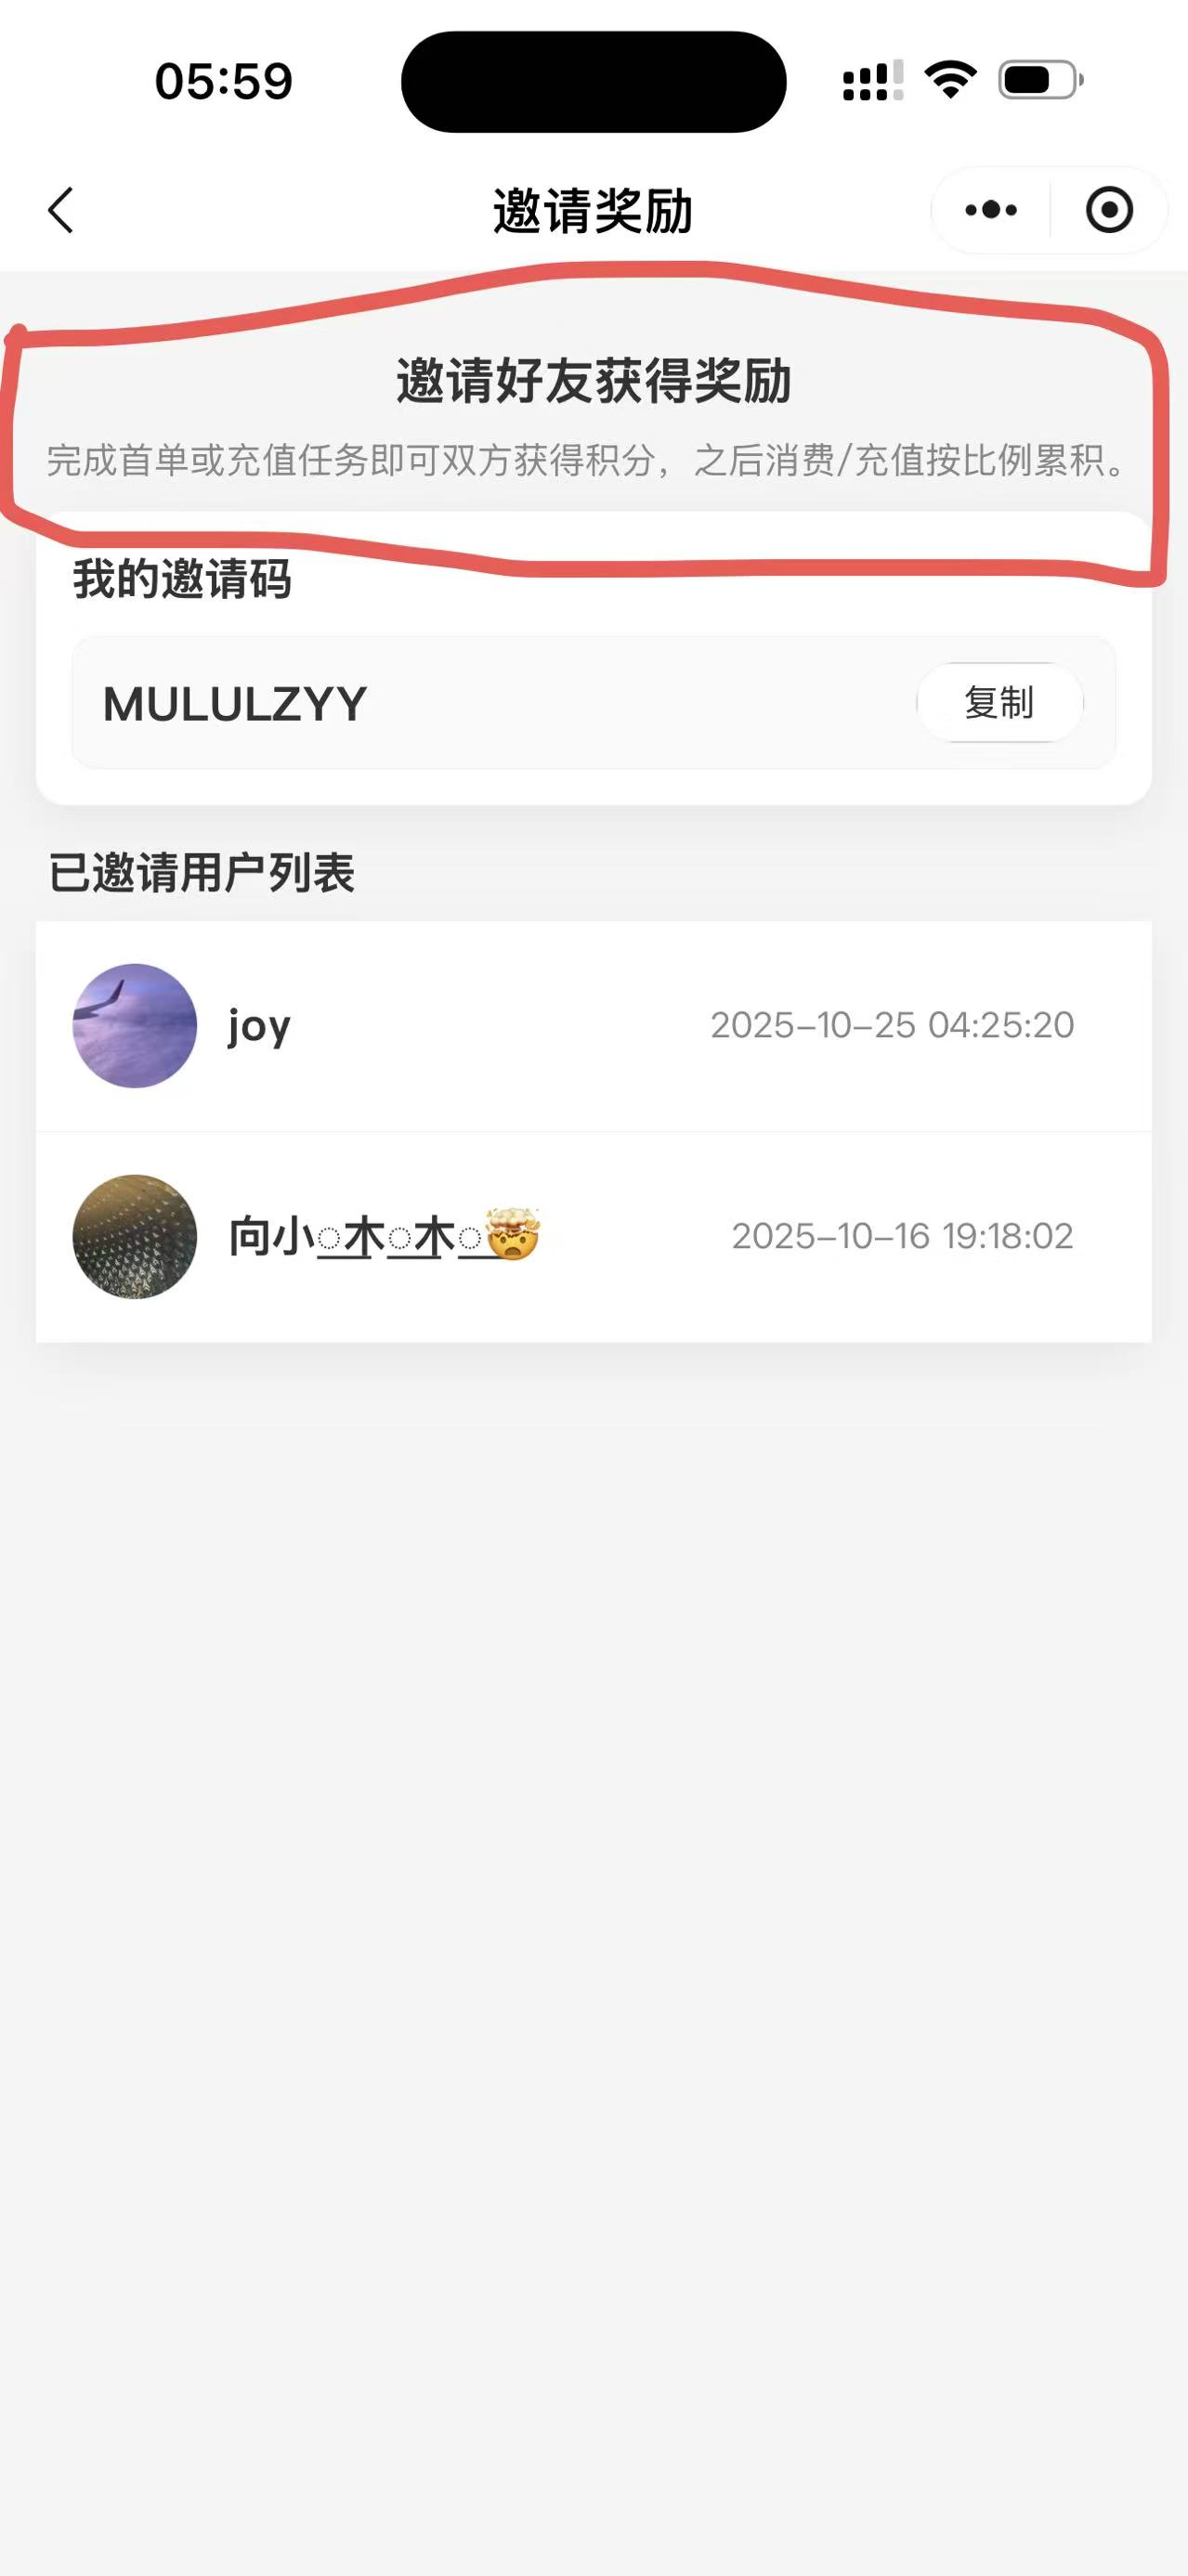 05:59
邀请奖励
邀请好友获得奖励
完成首单或充值任务即可双方获得积分，之后消费/充值按比例累积。
我的邀请码
MULULZYY
复制
已邀请用户列表
joy
2025-10-25 04:25:20
向小木木🤯
2025-10-16 19:18:02